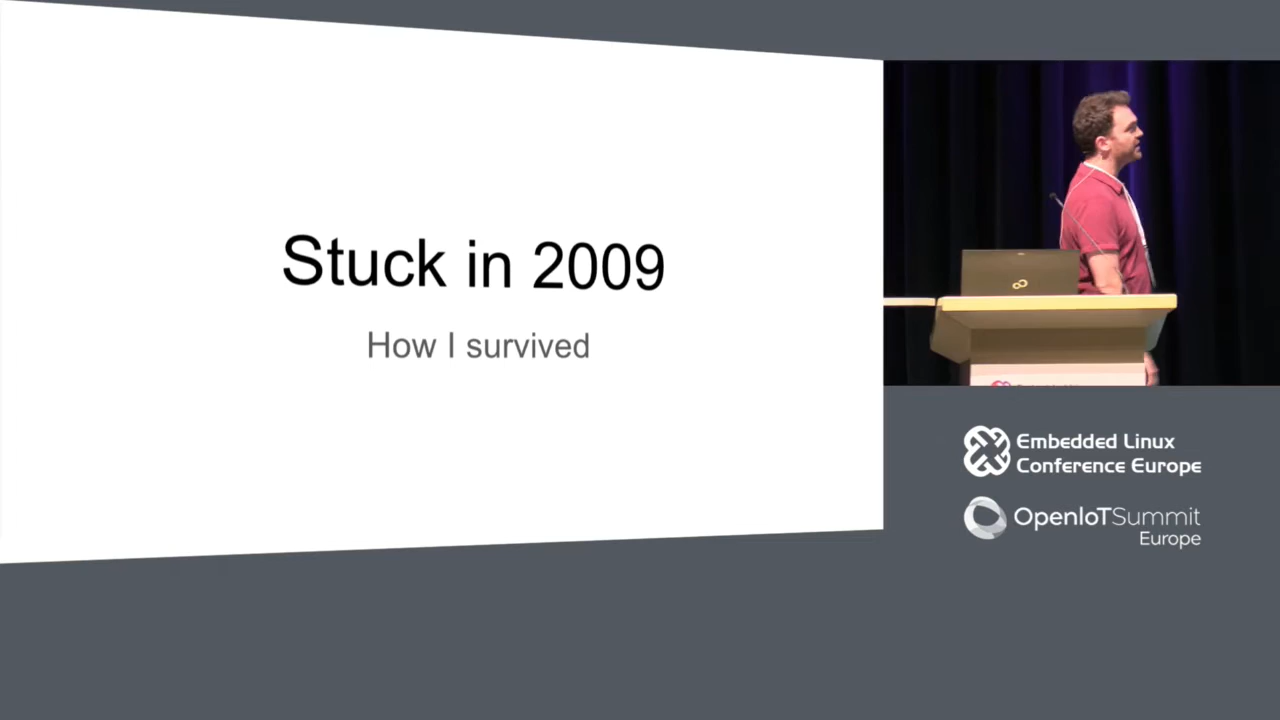 Stuck in 2009
How I survived
Embedded Linux
Conference Europe
OpenIoTSummit
Europe